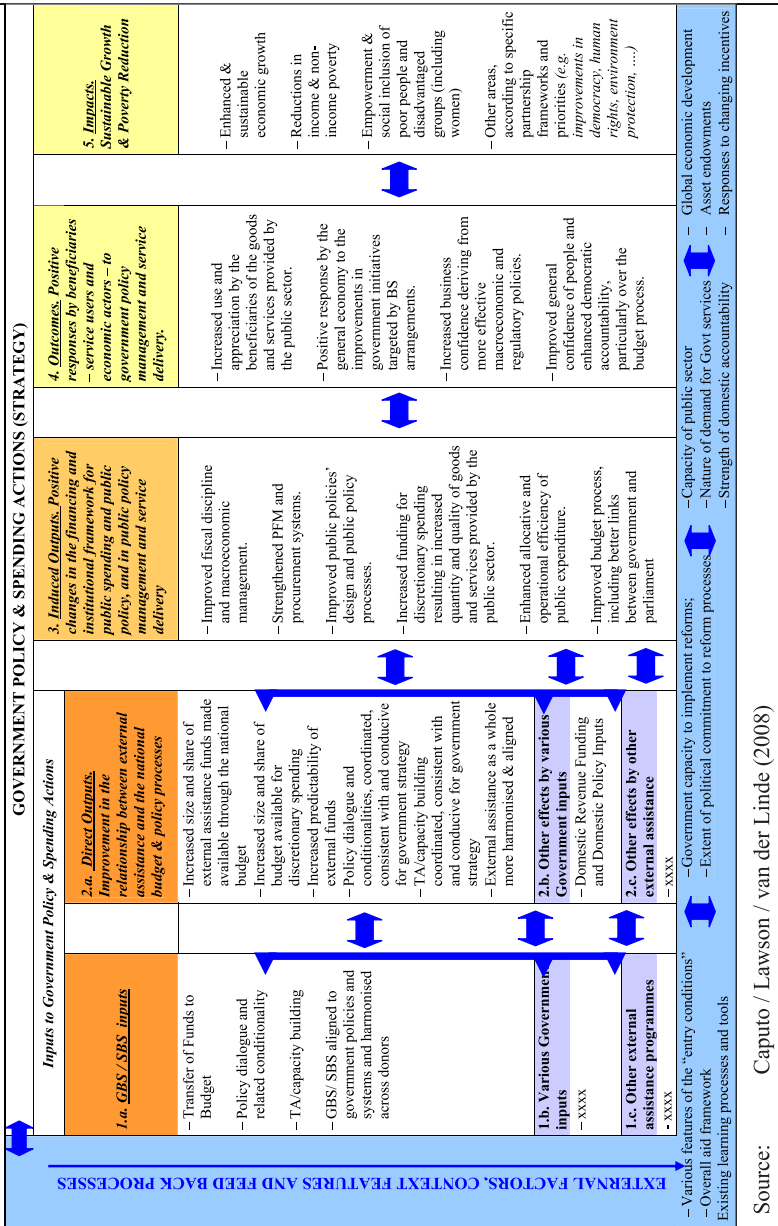 GOVERNMENT POLICY & SPENDING ACTIONS (STRATEGY)
Inputs to Government Policy & Spending Actions
1.a. GBS / SBS inputs
– Transfer of Funds to
Budget
– Policy dialogue and
related conditionality
– TA/capacity building
– GBS/ SBS aligned to
government policies and
systems and harmonised
across donors
1.b. Various Government
inputs
– xxxx
1.c. Other external
assistance programmes
- xxxx
2.a. Direct Outputs.
Improvement in the
relationship between external
assistance and the national
budget & policy processes
– Increased size and share of
external assistance funds made
available through the national
budget
– Increased size and share of
budget available for
discretionary spending
– Increased predictability of
external funds
– Policy dialogue and
conditionalities, coordinated,
consistent with and conducive
for government strategy
– TA/capacity building
coordinated, consistent with
and conducive for government
strategy
– External assistance as a whole
more harmonised & aligned
2.b. Other effects by various
Government inputs
– Domestic Revenue Funding
and Domestic Policy Inputs
2.c. Other effects by other
external assistance
– xxxx
3. Induced Outputs. Positive
changes in the financing and
institutional framework for
public spending and public
policy, and in public policy
management and service
delivery
– Improved fiscal discipline
and macroeconomic
management.
– Strengthened PFM and
procurement systems.
– Improved public policies’
design and public policy
processes.
– Increased funding for
discretionary spending
resulting in increased
quantity and quality of goods
and services provided by the
public sector.
– Enhanced allocative and
operational efficiency of
public expenditure.
– Improved budget process,
including better links
between government and
parliament
4. Outcomes. Positive
responses by beneficiaries
– service users and
economic actors – to
government policy
management and service
delivery.
– Increased use and
appreciation by the
beneficiaries of the goods
and services provided by
the public sector.
– Positive response by the
general economy to the
improvements in
government initiatives
targeted by BS
arrangements.
– Increased business
confidence deriving from
more effective
macroeconomic and
regulatory policies.
– Improved general
confidence of people and
enhanced democratic
accountability,
particularly over the
budget process.
5. Impacts.
Sustainable Growth
& Poverty Reduction
– Enhanced &
sustainable
economic growth
– Reductions in
income & non-
income poverty
– Empowerment &
social inclusion of
poor people and
disadvantaged
groups (including
women)
– Other areas,
according to specific
partnership
frameworks and
priorities (e.g.
improvements in
democracy, human
rights, environment
protection, ....)
EXTERNAL FACTORS, CONTEXT FEATURES AND FEED BACK PROCESSES
– Various features of the “entry conditions”
– Overall aid framework
Existing learning processes and tools
–Government capacity to implement reforms;
–Extent of political commitment to reform processes
–Capacity of public sector
–Nature of demand for Govt services
–Strength of domestic accountability
– Global economic development
– Asset endowments
– Responses to changing incentives
Source: Caputo / Lawson / van der Linde (2008)